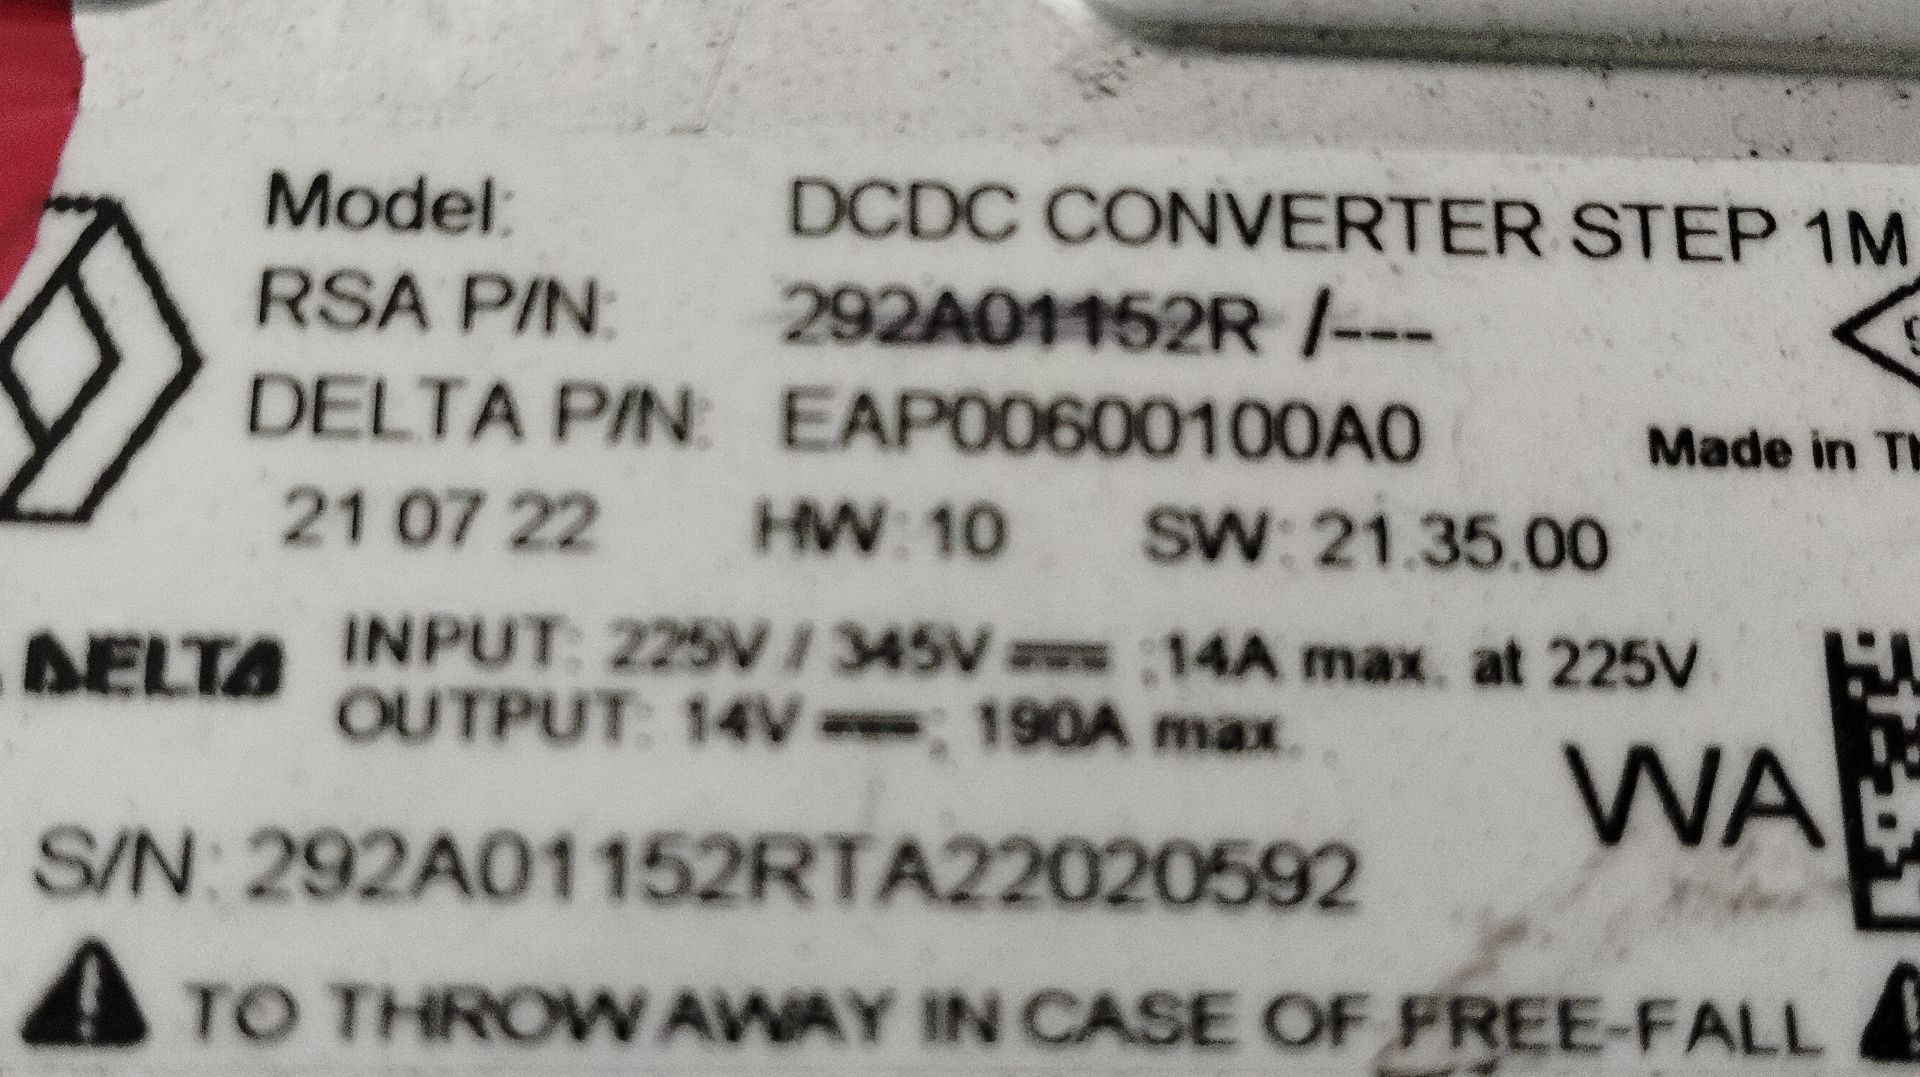 Model: DCDC CONVERTER STEP 1M
RSA P/N: 292A01152R /---
DELTA P/N: EAP00600100A0
Made in
21 07 22 HW: 10 SW: 21.35.00
DELTA
INPUT: 225V / 345V ; 14A max. at 225V
OUTPUT: 14V ; 190A max.
WA
S/N: 292A01152RTA22020592
TO THROW AWAY IN CASE OF FREE-FALL